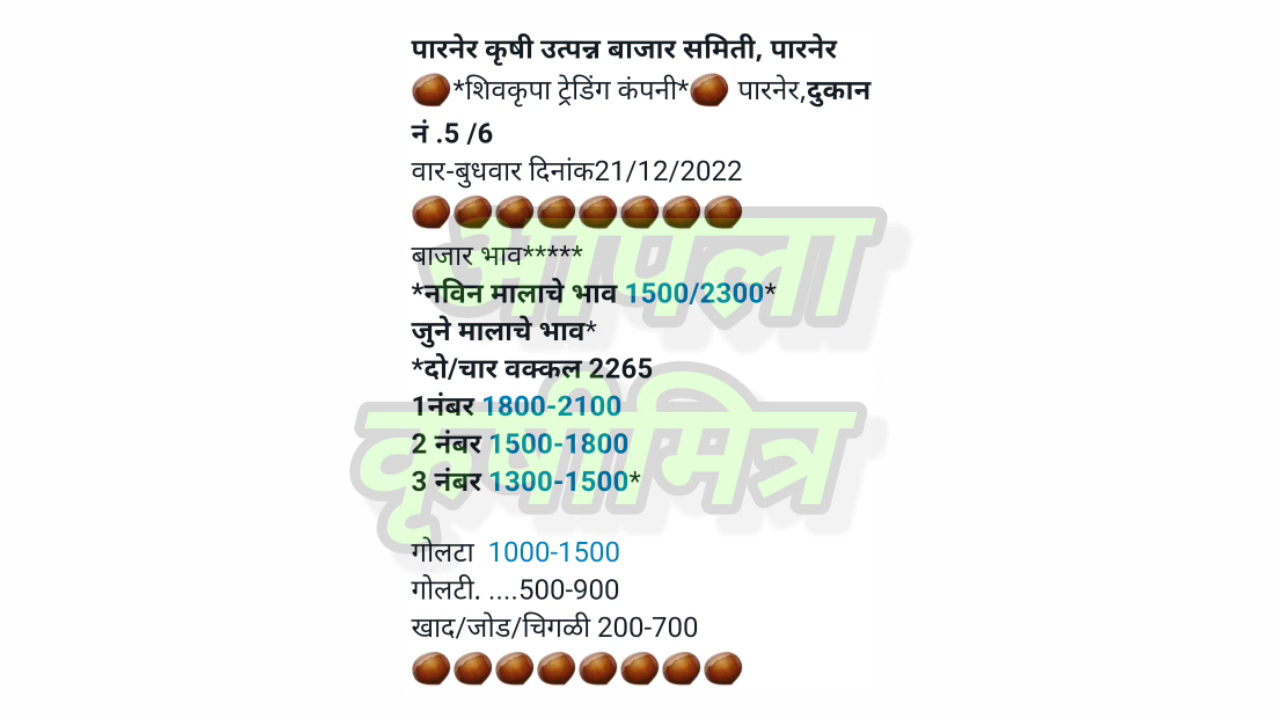 पारनेर कृषी उत्पन्न बाजार समिती, पारनेर
🌰*शिवकृपा ट्रेडिंग कंपनी*🌰 पारनेर,दुकान
नं .5 /6
वार-बुधवार दिनांक21/12/2022
🌰🌰🌰🌰🌰🌰🌰🌰
बाजार भाव*****
*नविन मालाचे भाव 1500/2300*
जुने मालाचे भाव*
*दो/चार वक्कल 2265
1नंबर 1800-2100
2 नंबर 1500-1800
3 नंबर 1300-1500*
गोलटा 1000-1500
गोलटी. ....500-900
खाद/जोड/चिगळी 200-700
🌰🌰🌰🌰🌰🌰🌰🌰
आपला
कृषीमित्र